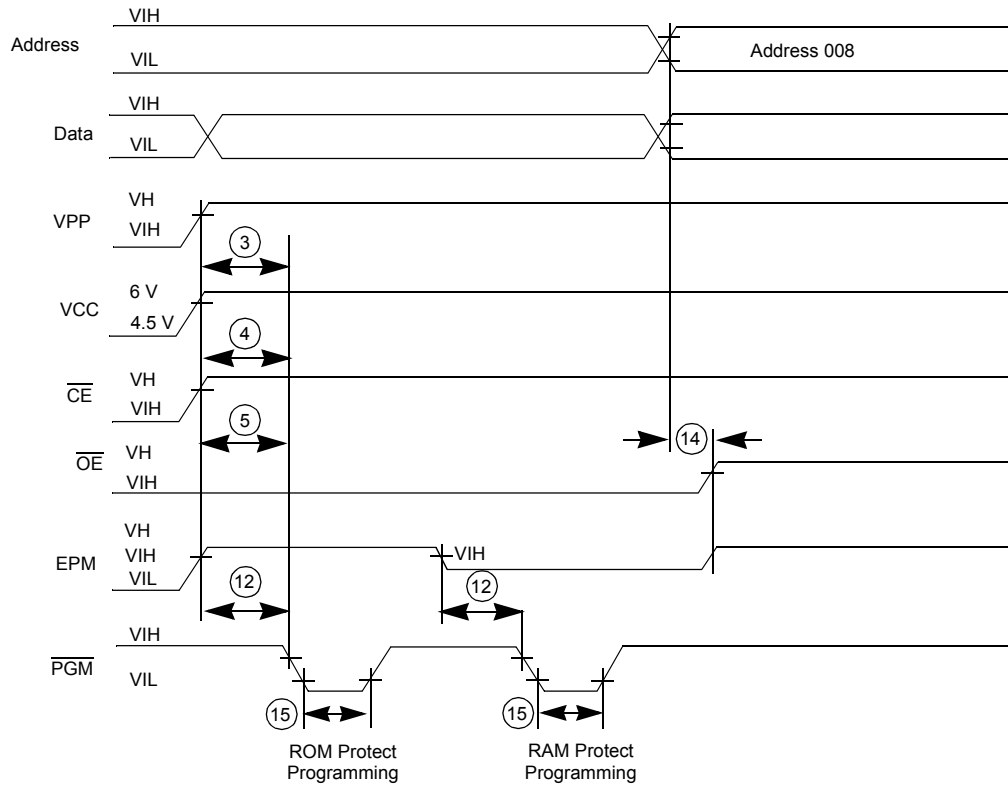 VIH
Address
VIL
Address 008
VIH
Data
VIL
VH
VPP
VIH
3
6 V
VCC
4.5 V
4
VH
CE
VIH
5
14
VH
OE
VIH
VH
VIH
VIH
EPM
VIL
12
12
VIH
PGM
VIL
15
15
ROM Protect
Programming
RAM Protect
Programming